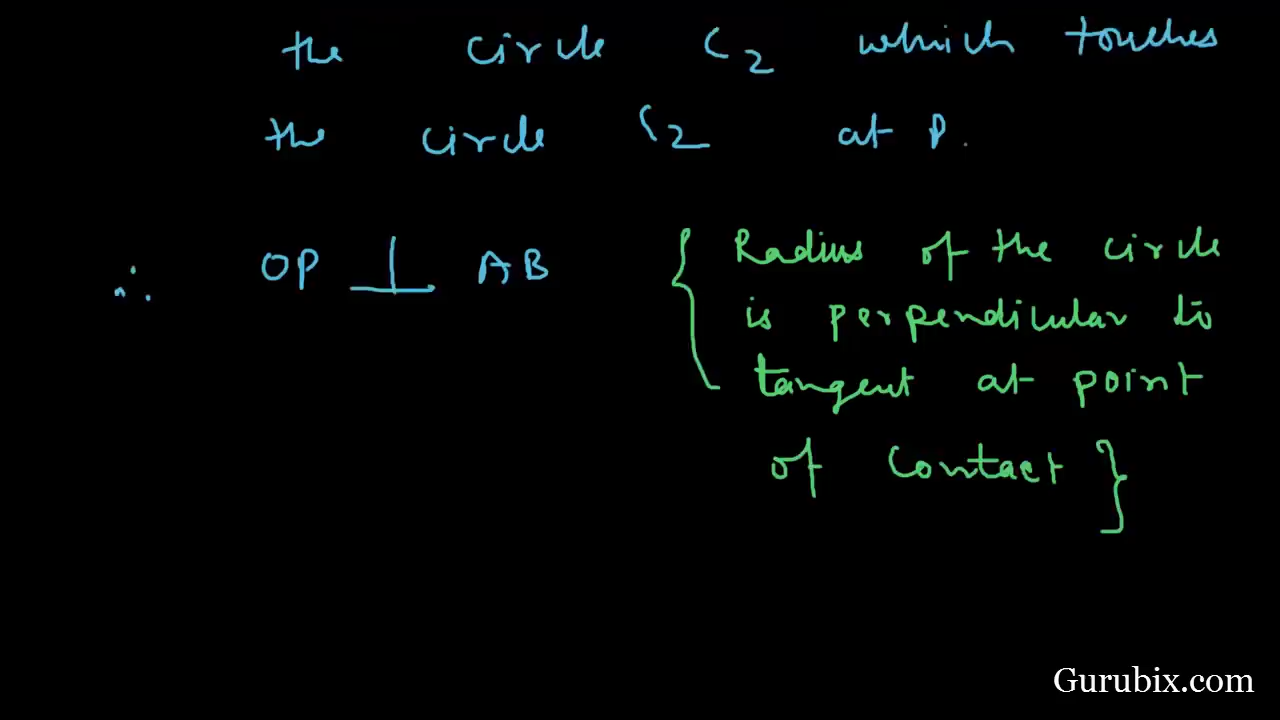 the circle C2 which touches
the circle C2 at P.
∴ OP ⊥ AB { Radius of the circle
is perpendicular to
tangent at point
of contact }
Gurubix.com